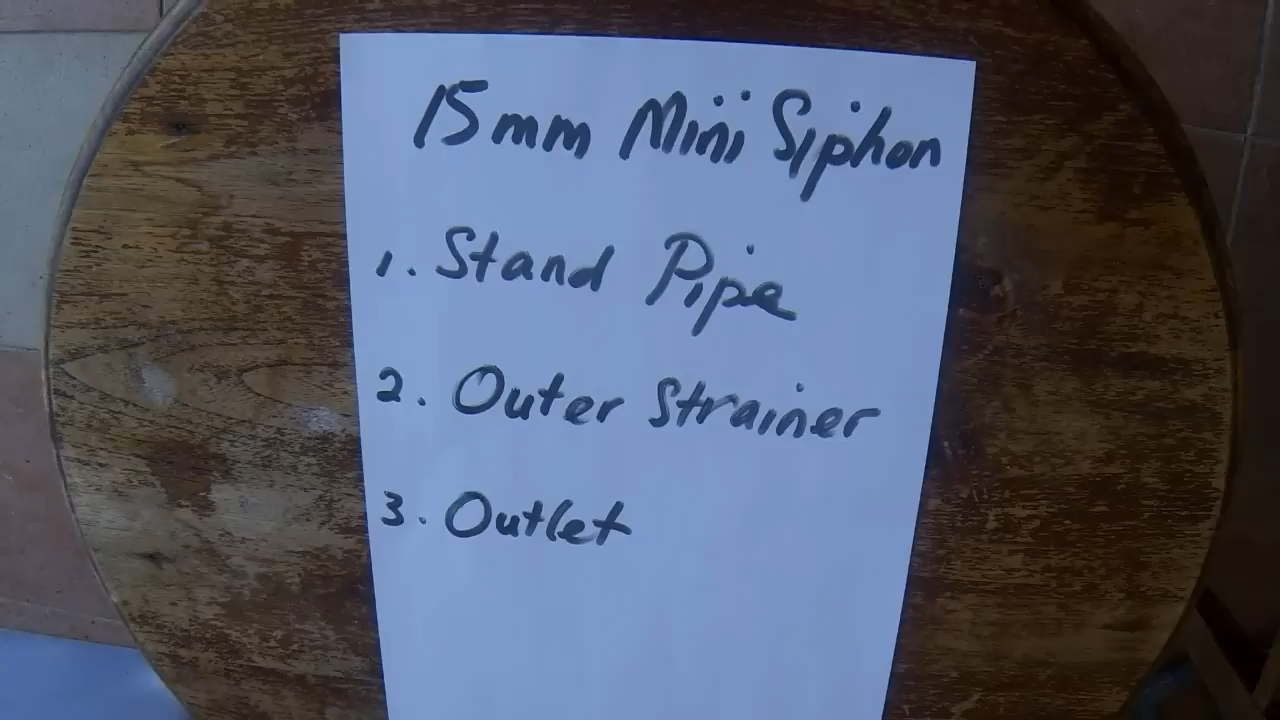 15mm Mini Siphon
1. Stand Pipe
2. Outer Strainer
3. Outlet